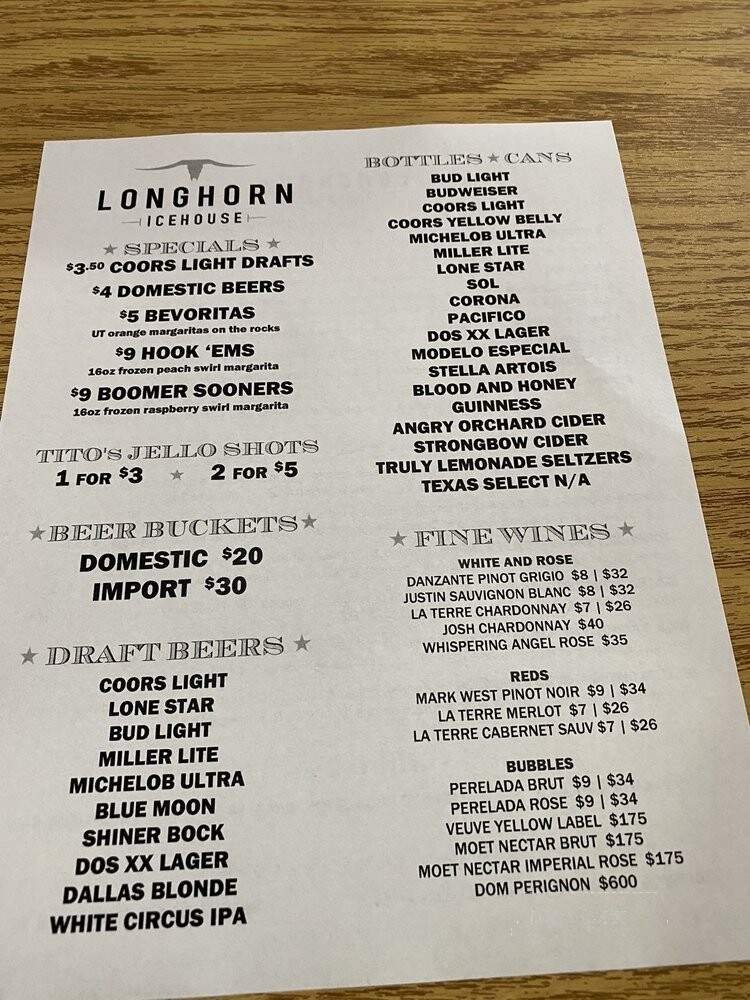 LONGHORN
ICEHOUSE
★ SPECIALS ★
$3.50 COORS LIGHT DRAFTS
$4 DOMESTIC BEERS
$5 BEVORITAS
UT orange margaritas on the rocks
$9 HOOK ‘EMS
16oz frozen peach swirl margarita
$9 BOOMER SOONERS
16oz frozen raspberry swirl margarita
TITO'S JELLO SHOTS
1 FOR $3 ★ 2 FOR $5
★ BEER BUCKETS ★
DOMESTIC $20
IMPORT $30
★ DRAFT BEERS ★
COORS LIGHT
LONE STAR
BUD LIGHT
MILLER LITE
MICHELOB ULTRA
BLUE MOON
SHINER BOCK
DOS XX LAGER
DALLAS BLONDE
WHITE CIRCUS IPA
BOTTLES ★ CANS
BUD LIGHT
BUDWEISER
COORS LIGHT
COORS YELLOW BELLY
MICHELOB ULTRA
MILLER LITE
LONE STAR
SOL
CORONA
PACIFICO
DOS XX LAGER
MODELO ESPECIAL
STELLA ARTOIS
BLOOD AND HONEY
GUINNESS
ANGRY ORCHARD CIDER
STRONGBOW CIDER
TRULY LEMONADE SELTZERS
TEXAS SELECT N/A
★ FINE WINES ★
WHITE AND ROSE
DANZANTE PINOT GRIGIO $8 | $32
JUSTIN SAUVIGNON BLANC $8 | $32
LA TERRE CHARDONNAY $7 | $26
JOSH CHARDONNAY $40
WHISPERING ANGEL ROSE $35
REDS
MARK WEST PINOT NOIR $9 | $34
LA TERRE MERLOT $7 | $26
LA TERRE CABERNET SAUV $7 | $26
BUBBLES
PERELADA BRUT $9 | $34
PERELADA ROSE $9 | $34
VEUVE YELLOW LABEL $175
MOET NECTAR BRUT $175
MOET NECTAR IMPERIAL ROSE $175
DOM PERIGNON $600